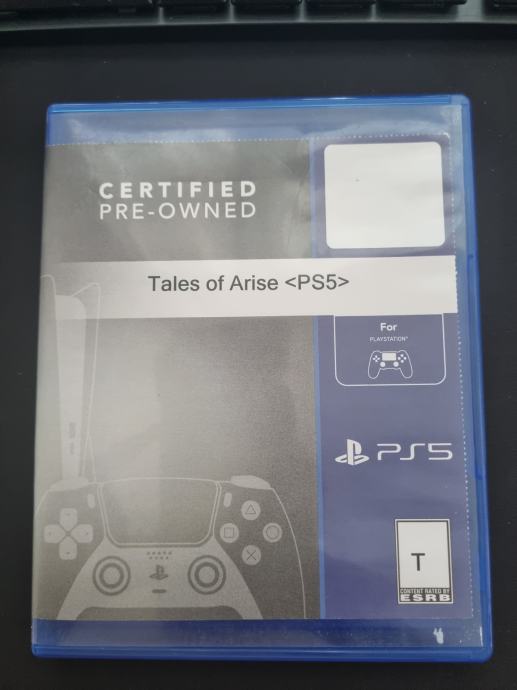 CERTIFIED
PRE-OWNED
Tales of Arise <PS5>
For
PLAYSTATION®
PS5
T
CONTENT RATED BY
ESRB